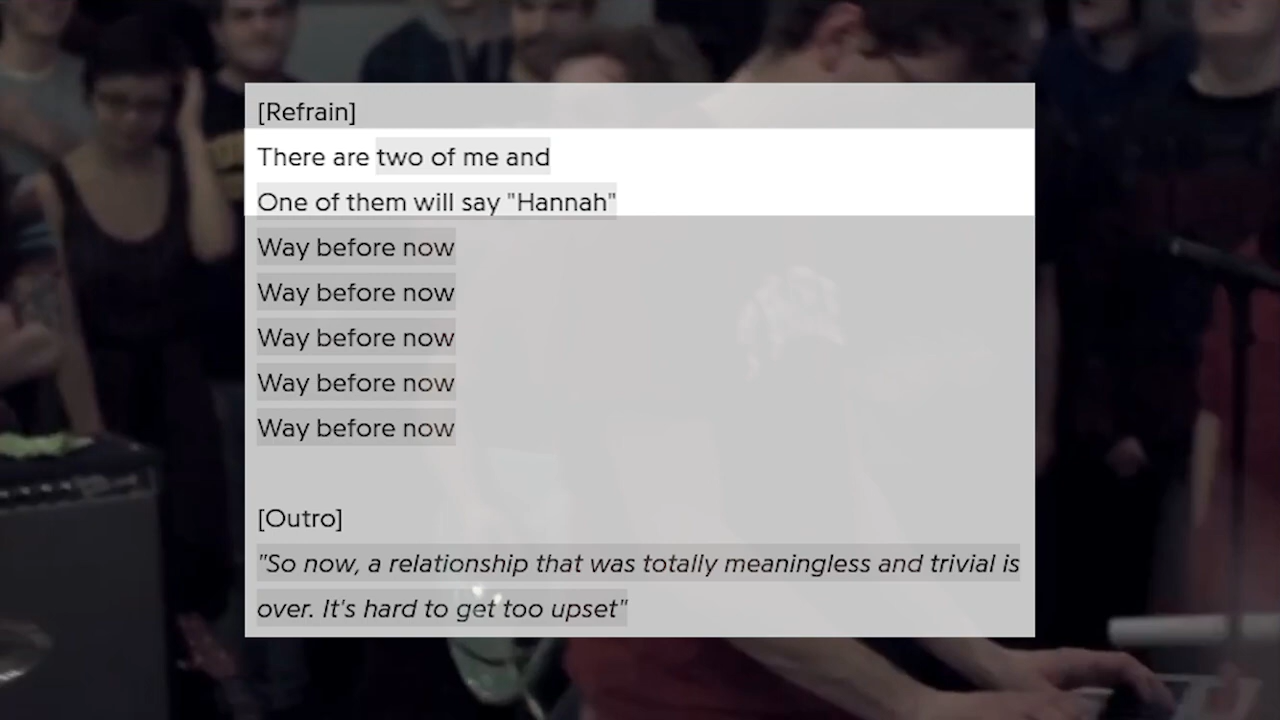 [Refrain]
There are two of me and
One of them will say "Hannah"
Way before now
Way before now
Way before now
Way before now
Way before now
[Outro]
"So now, a relationship that was totally meaningless and trivial is
over. It's hard to get too upset"